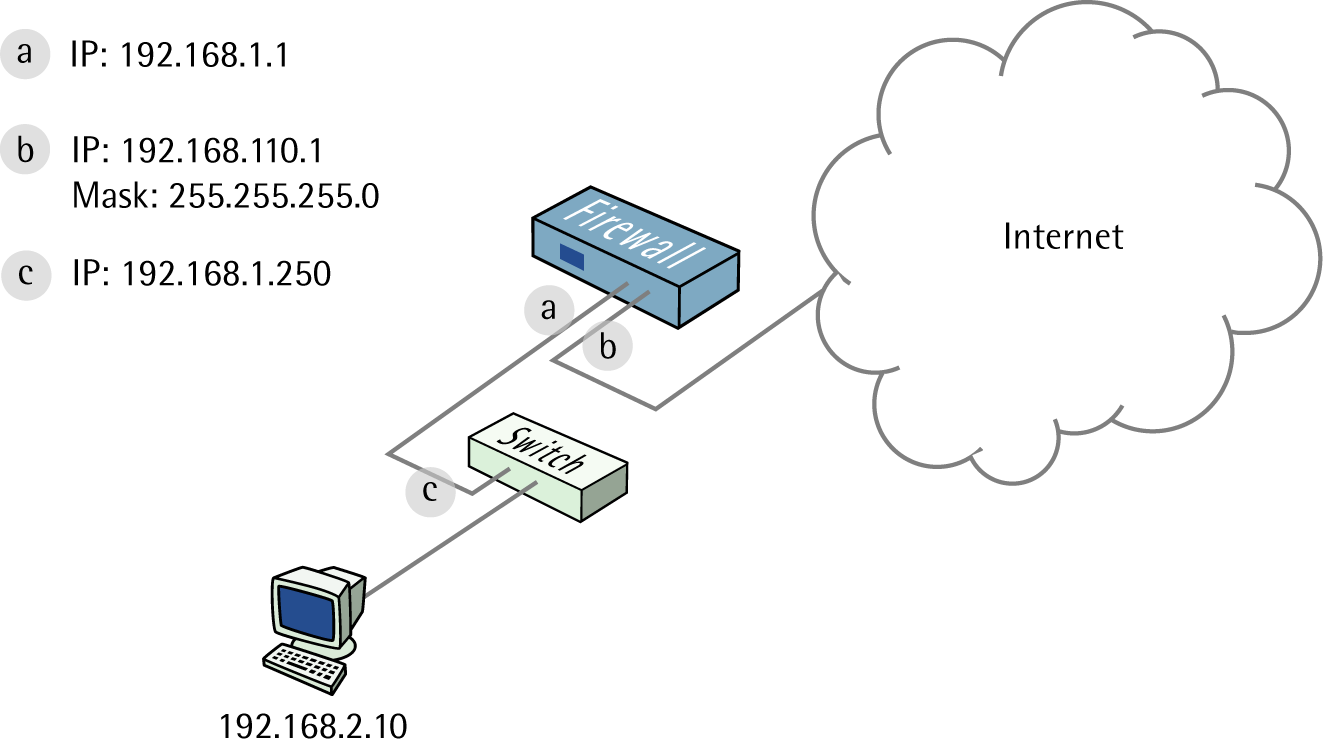 a IP: 192.168.1.1
b IP: 192.168.110.1
Mask: 255.255.255.0
c IP: 192.168.1.250
Firewall
Internet
a
b
Switch
c
192.168.2.10